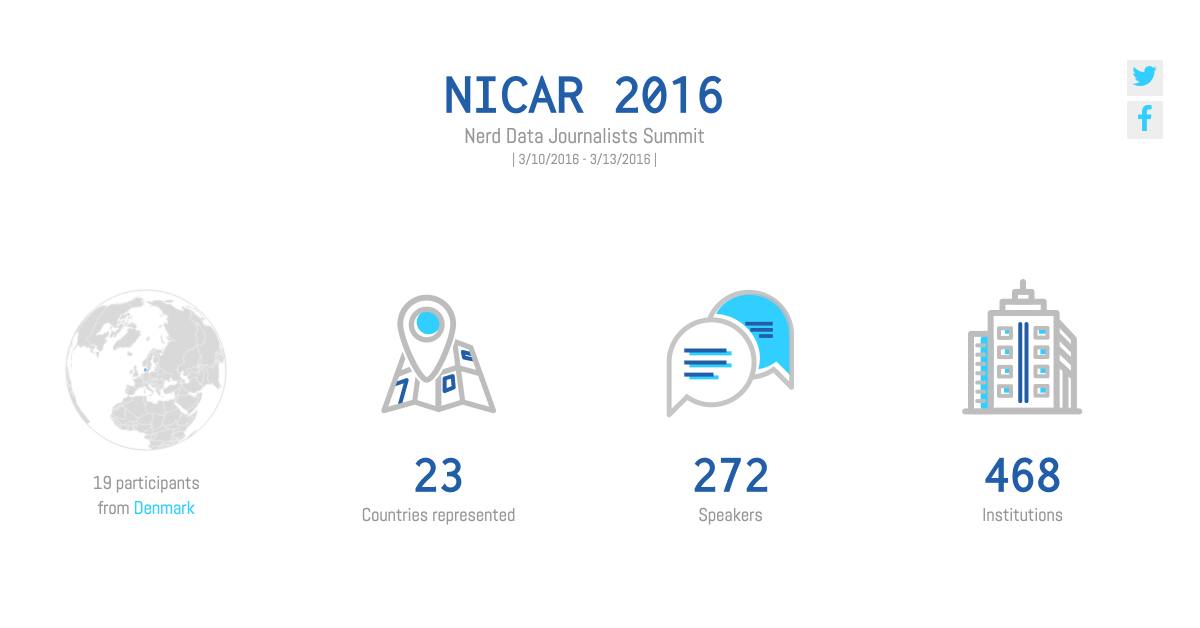 NICAR 2016
Nerd Data Journalists Summit
| 3/10/2016 - 3/13/2016 |
19 participants
from Denmark
23
Countries represented
272
Speakers
468
Institutions